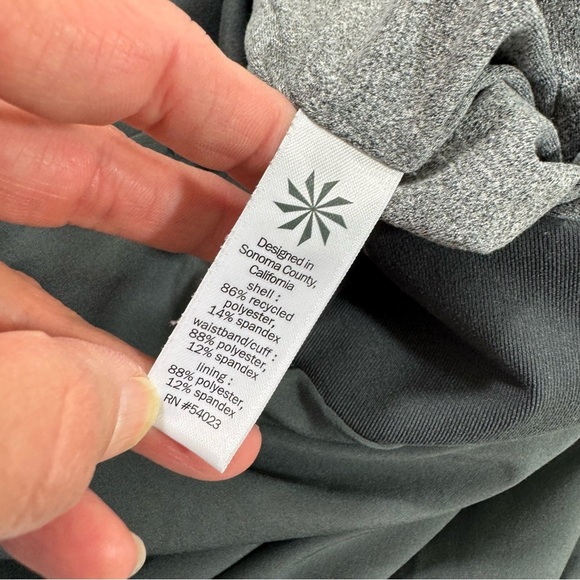 Designed in
Sonoma County,
California
shell :
86% recycled
polyester,
14% spandex
waistband/cuff :
88% polyester,
12% spandex
lining :
88% polyester,
12% spandex
RN #54023